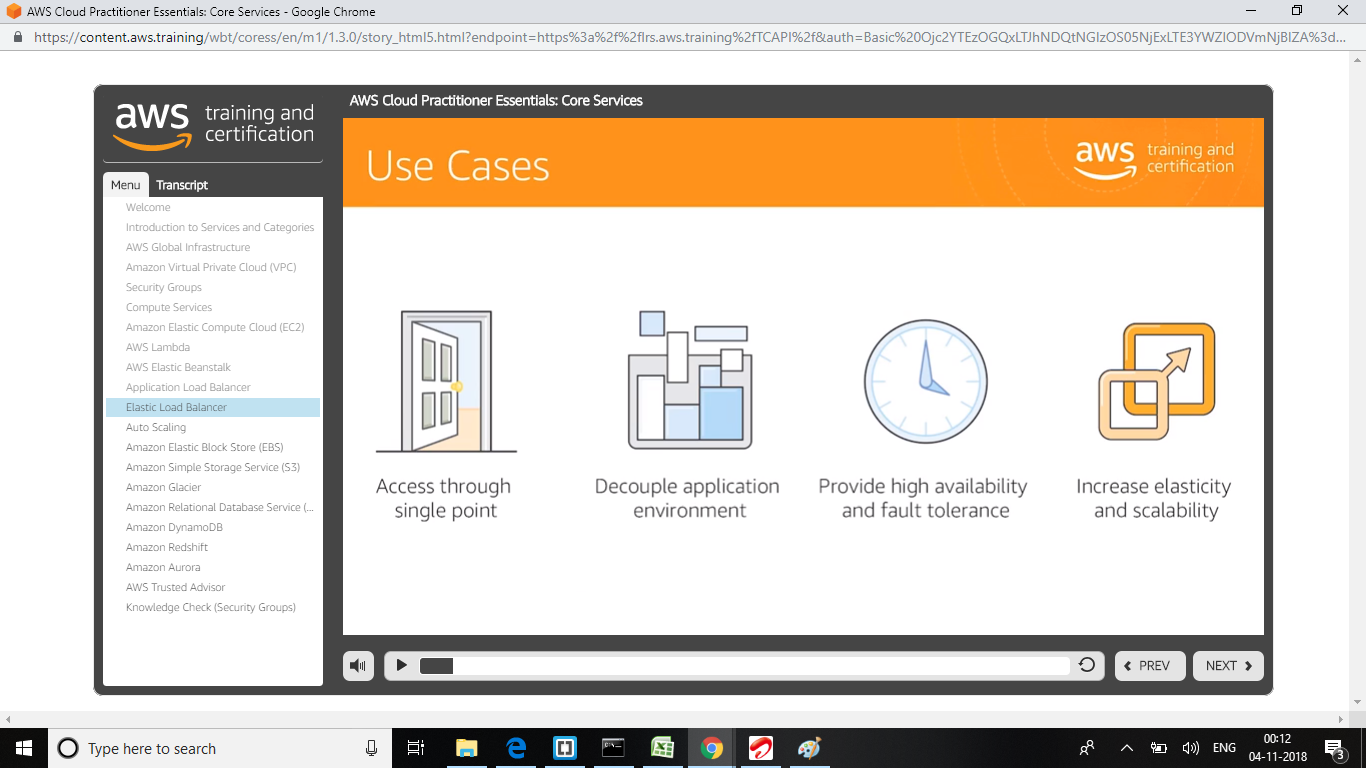 AWS Cloud Practitioner Essentials: Core Services - Google Chrome
https://content.aws.training/wbt/coress/en/m1/1.3.0/story_html5.html?endpoint=https%3a%2f%2flrs.aws.training%2fTCAPI%2f&auth=Basic%20Ojc2YTEzOGQxLTJhNDQtNGIzOS05NjExLTE3YWZlODVmNjBlZA%3d...
aws training and certification
AWS Cloud Practitioner Essentials: Core Services
Menu
Transcript
Welcome
Introduction to Services and Categories
AWS Global Infrastructure
Amazon Virtual Private Cloud (VPC)
Security Groups
Compute Services
Amazon Elastic Compute Cloud (EC2)
AWS Lambda
AWS Elastic Beanstalk
Application Load Balancer
Elastic Load Balancer
Auto Scaling
Amazon Elastic Block Store (EBS)
Amazon Simple Storage Service (S3)
Amazon Glacier
Amazon Relational Database Service (...
Amazon DynamoDB
Amazon Redshift
Amazon Aurora
AWS Trusted Advisor
Knowledge Check (Security Groups)
Use Cases
aws training and certification
Access through
single point
Decouple application
environment
Provide high availability
and fault tolerance
Increase elasticity
and scalability
PREV
NEXT
Type here to search
ENG
00:12
04-11-2018
3